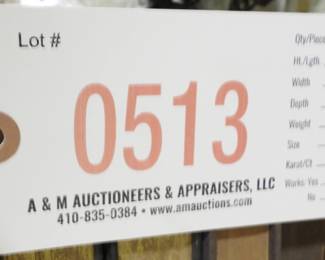 Lot #
0513
A & M AUCTIONEERS & APPRAISERS, LLC
410-835-0384 • www.amauctions.com
Qty/Piece
Ht./Lgth.
Width
Depth
Weight
Size
Karat/Ct
Works: Yes
No